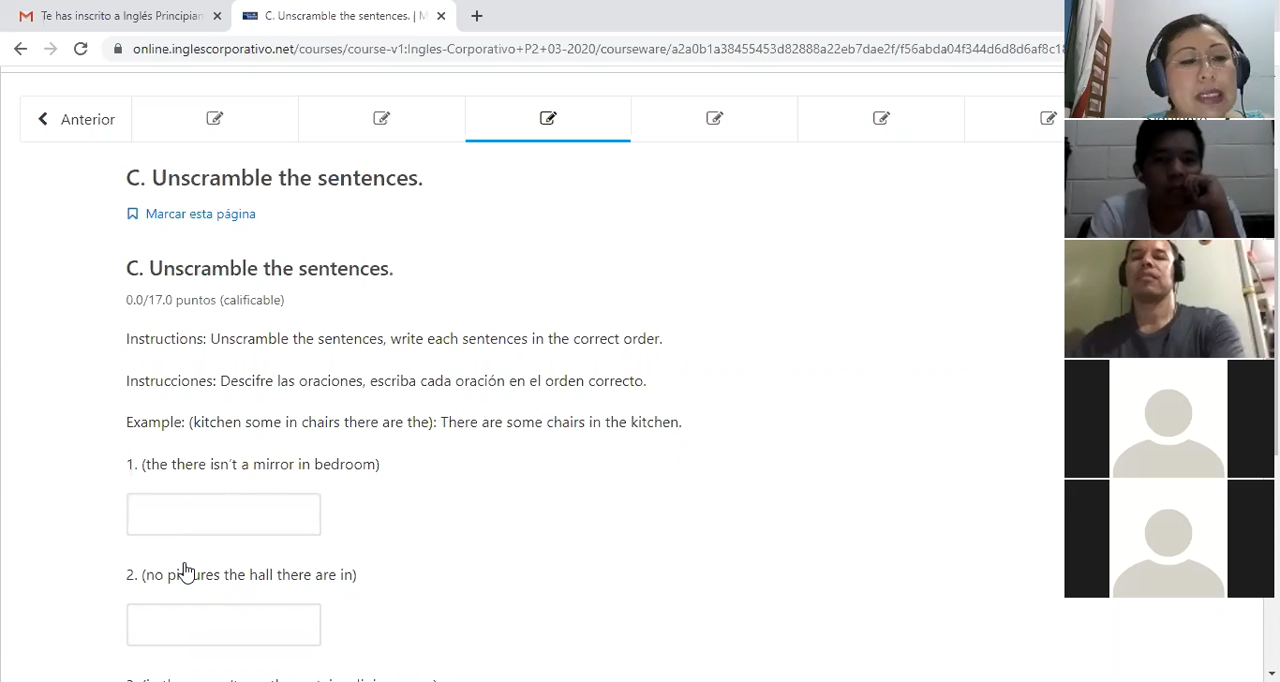 Te has inscrito a Inglés Principian
C. Unscramble the sentences. | M
online.inglescorporativo.net/courses/course-v1:Ingles-Corporativo+P2+03-2020/courseware/a2a0b1a38455453d82888a22eb7dae2f/f56abda04f344d6d8d6af8c18
Anterior
C. Unscramble the sentences.
Marcar esta página
C. Unscramble the sentences.
0.0/17.0 puntos (calificable)
Instructions: Unscramble the sentences, write each sentences in the correct order.
Instrucciones: Descifre las oraciones, escriba cada oración en el orden correcto.
Example: (kitchen some in chairs there are the): There are some chairs in the kitchen.
1. (the there isn´t a mirror in bedroom)
2. (no pictures the hall there are in)